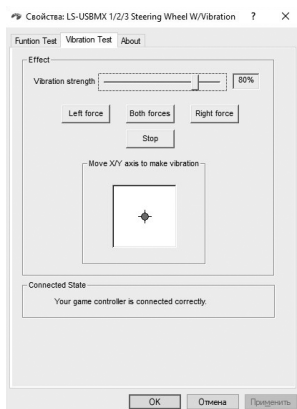 Свойства: LS-USBMX 1/2/3 Steering Wheel W/Vibration ? ×
Funtion Test Vibration Test About
Effect
Vibration strength 80%
Left force Both forces Right force
Stop
Move X/Y axis to make vibration
Connected State
Your game controller is connected correctly.
OK Отмена Применить